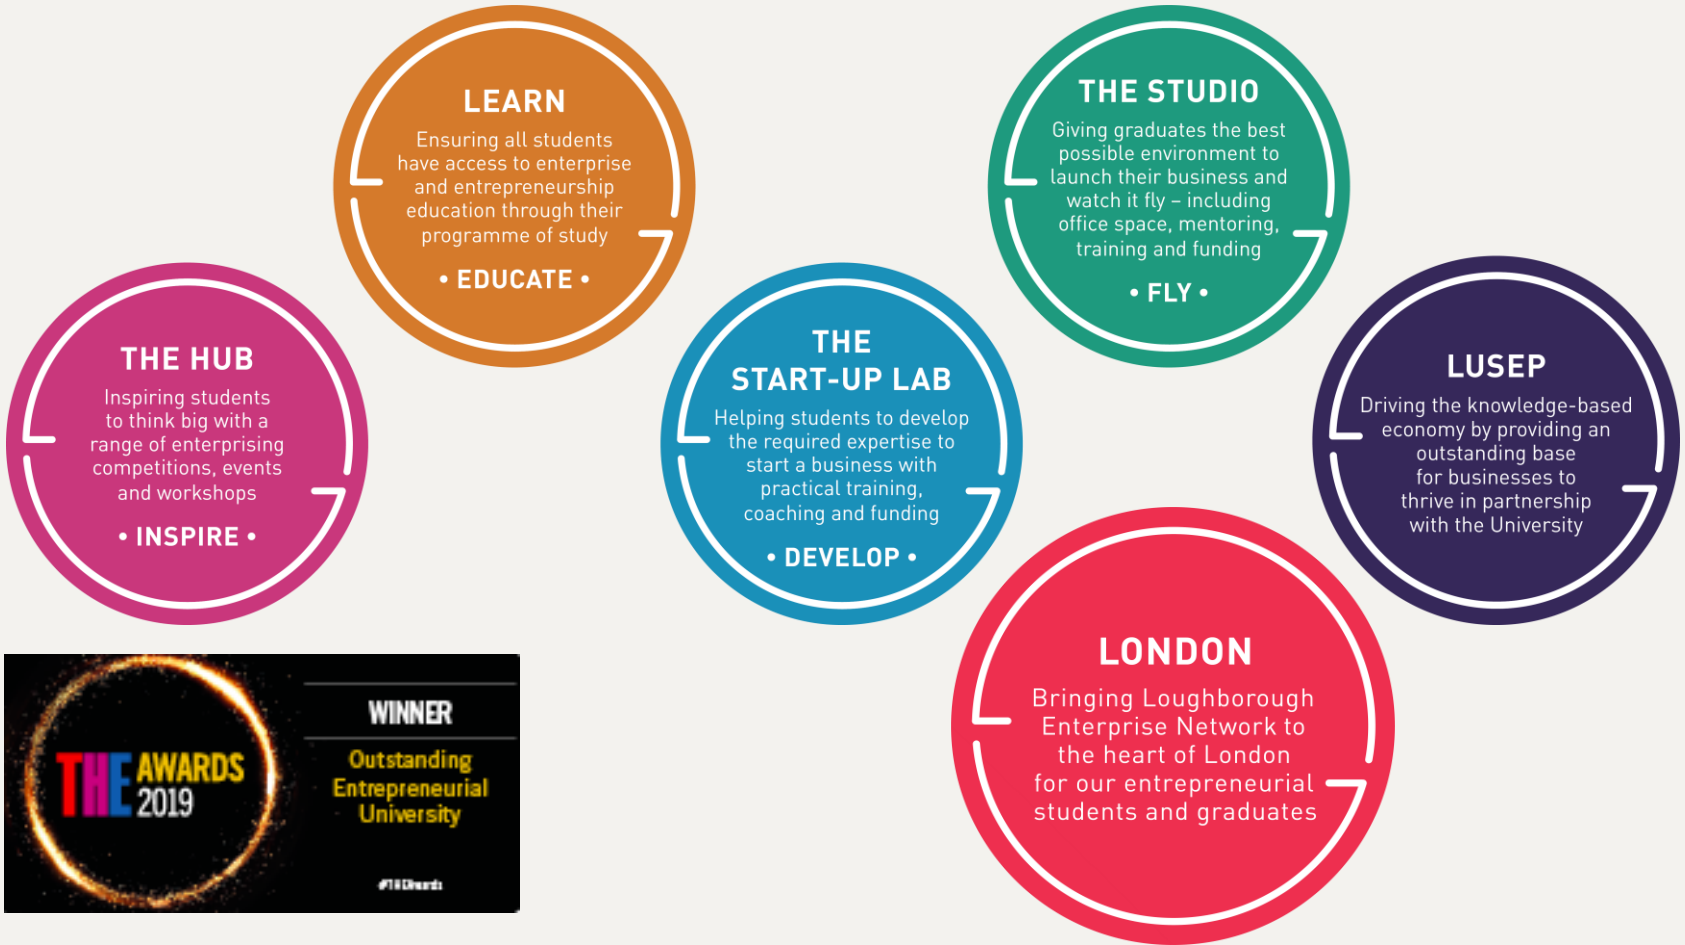 LEARN
Ensuring all students
have access to enterprise
and entrepreneurship
education through their
programme of study
• EDUCATE •
THE STUDIO
Giving graduates the best
possible environment to
launch their business and
watch it fly – including
office space, mentoring,
training and funding
• FLY •
THE HUB
Inspiring students
to think big with a
range of enterprising
competitions, events
and workshops
• INSPIRE •
THE
START-UP LAB
Helping students to develop
the required expertise to
start a business with
practical training,
coaching and funding
• DEVELOP •
LUSEP
Driving the knowledge-based
economy by providing an
outstanding base
for businesses to
thrive in partnership
with the University
LONDON
Bringing Loughborough
Enterprise Network to
the heart of London
for our entrepreneurial
students and graduates
THE AWARDS
2019
WINNER
Outstanding
Entrepreneurial
University